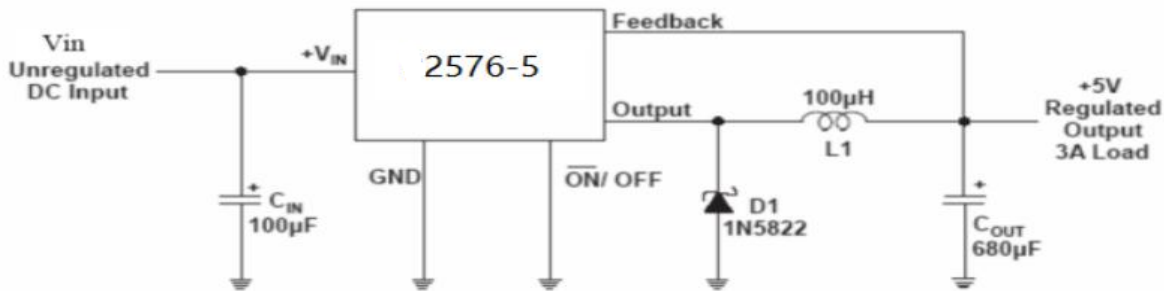 Vin
Unregulated
DC Input
+VIN
2576-5
Feedback
Output
GND
ON/ OFF
CIN
100µF
100µH
L1
D1
1N5822
+5V
Regulated
Output
3A Load
COUT
680µF